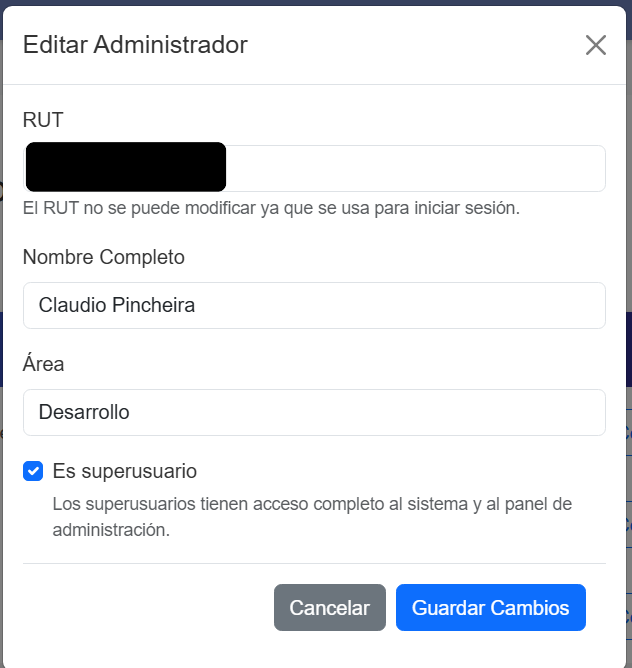 Editar Administrador
RUT
El RUT no se puede modificar ya que se usa para iniciar sesión.
Nombre Completo
Claudio Pincheira
Área
Desarrollo
Es superusuario
Los superusuarios tienen acceso completo al sistema y al panel de
administración.
Cancelar
Guardar Cambios